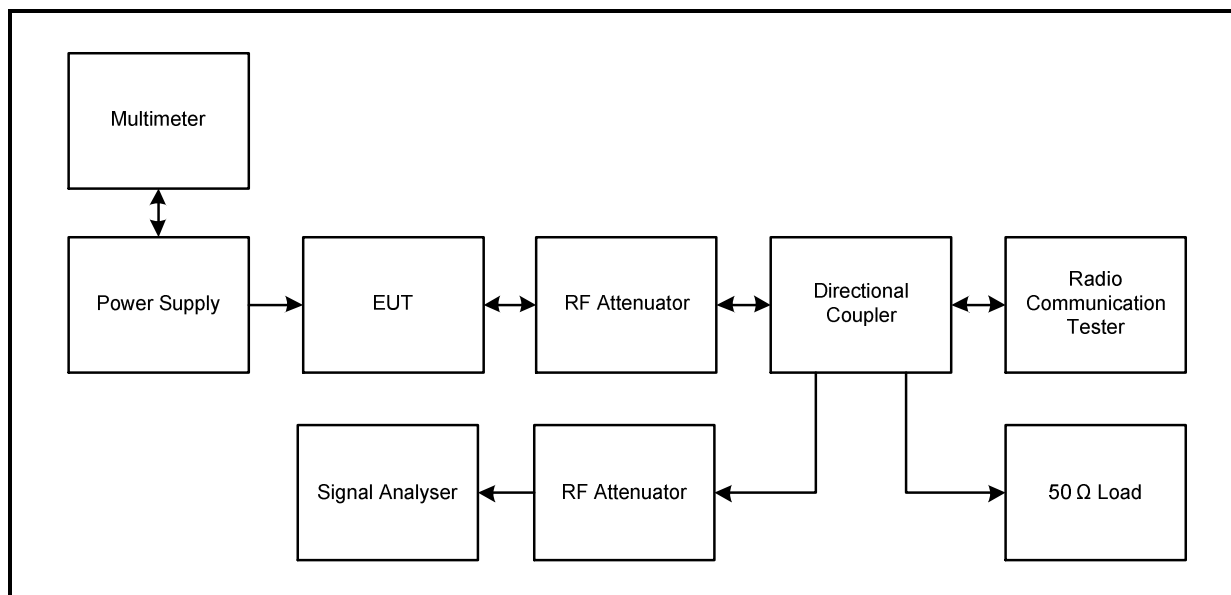 Multimeter
Power Supply
EUT
RF Attenuator
Directional
Coupler
Radio
Communication
Tester
Signal Analyser
RF Attenuator
50 Ω Load